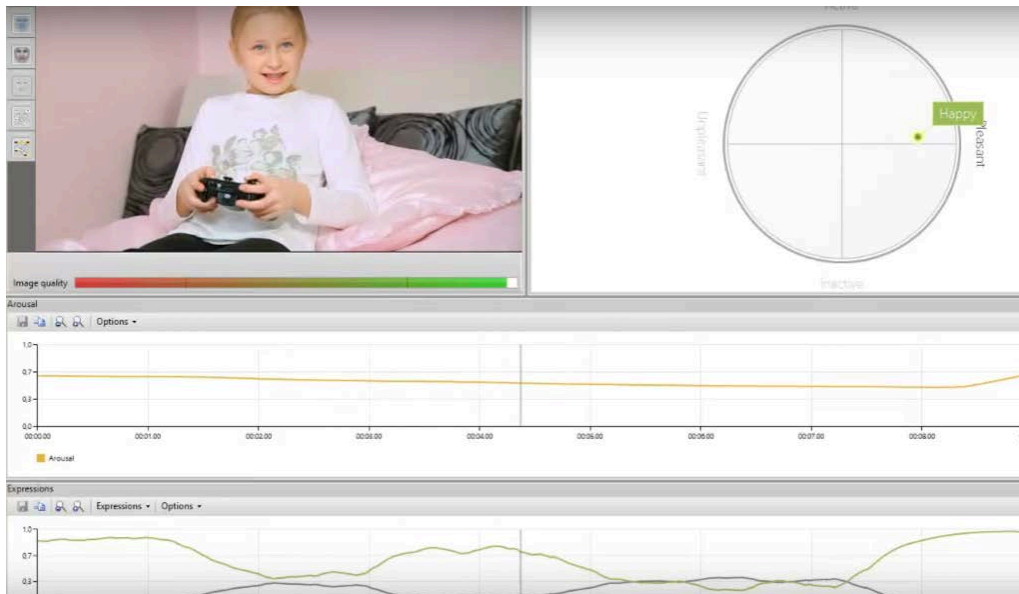 Active
Happy
Unpleasant
Pleasant
Inactive
Image quality
Arousal
Options
1,0
0,7
0,3
0,0
00:00:00
00:01:00
00:02:00
00:03:00
00:04:00
00:05:00
00:06:00
00:07:00
00:08:00
Arousal
Expressions
Expressions Options
1,0
0,7
0,3